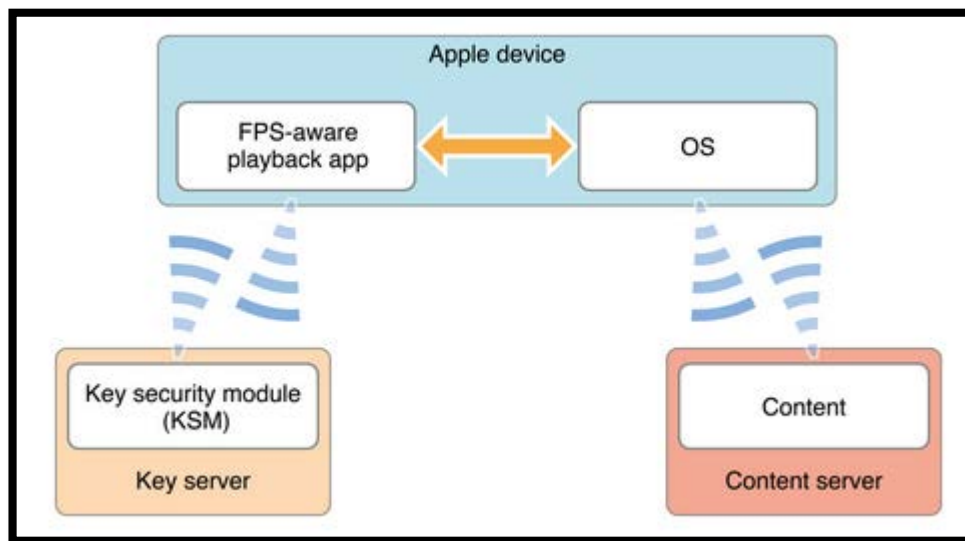 Apple device
FPS-aware
playback app
OS
Key security module
(KSM)
Key server
Content
Content server